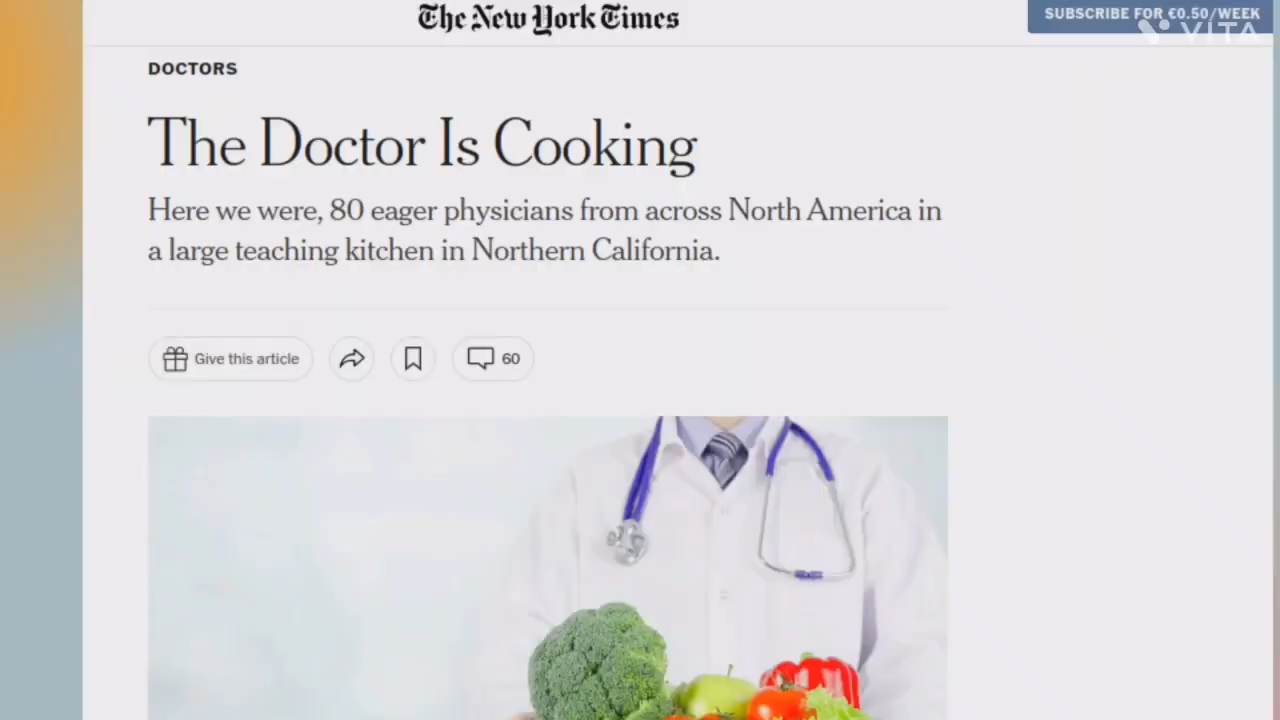 The New York Times
SUBSCRIBE FOR €0.50/WEEK
VITA
DOCTORS
The Doctor Is Cooking
Here we were, 80 eager physicians from across North America in
a large teaching kitchen in Northern California.
Give this article
60